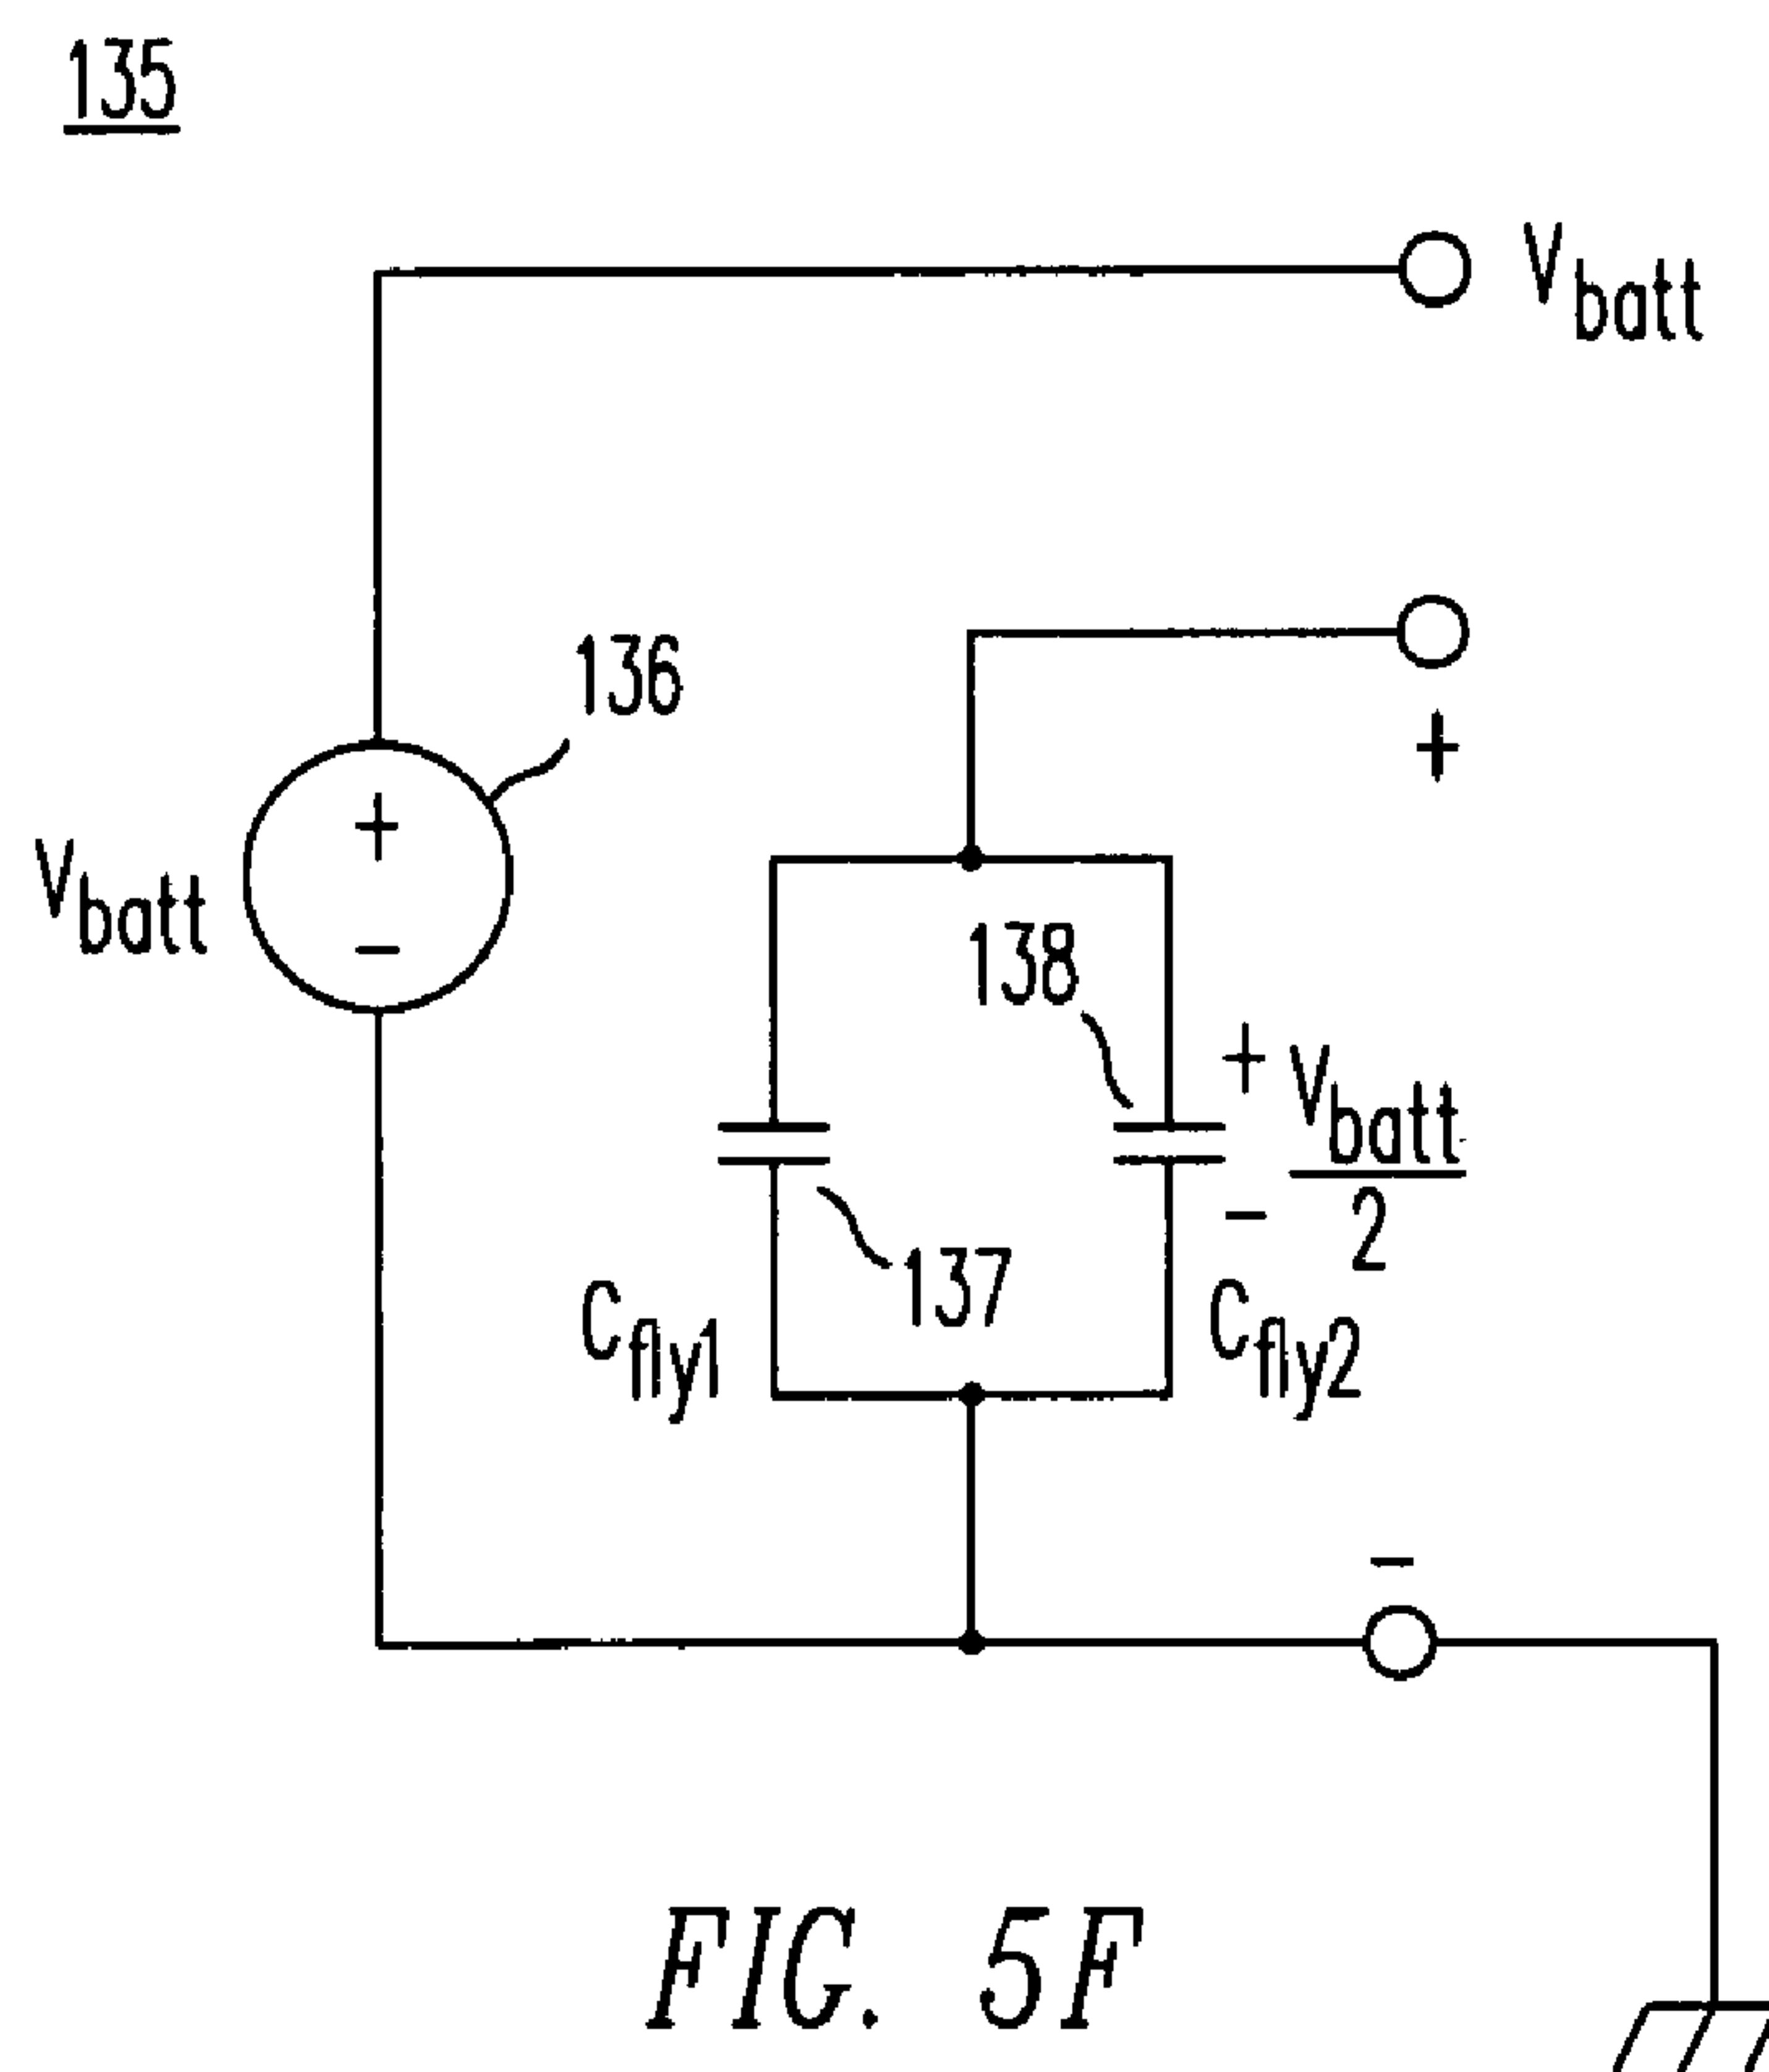 135
Vbatt
136
+
+
Vbatt
−
138
+
Vbatt
2
−
137
Cfly1
Cfly2
−
FIG. 5F